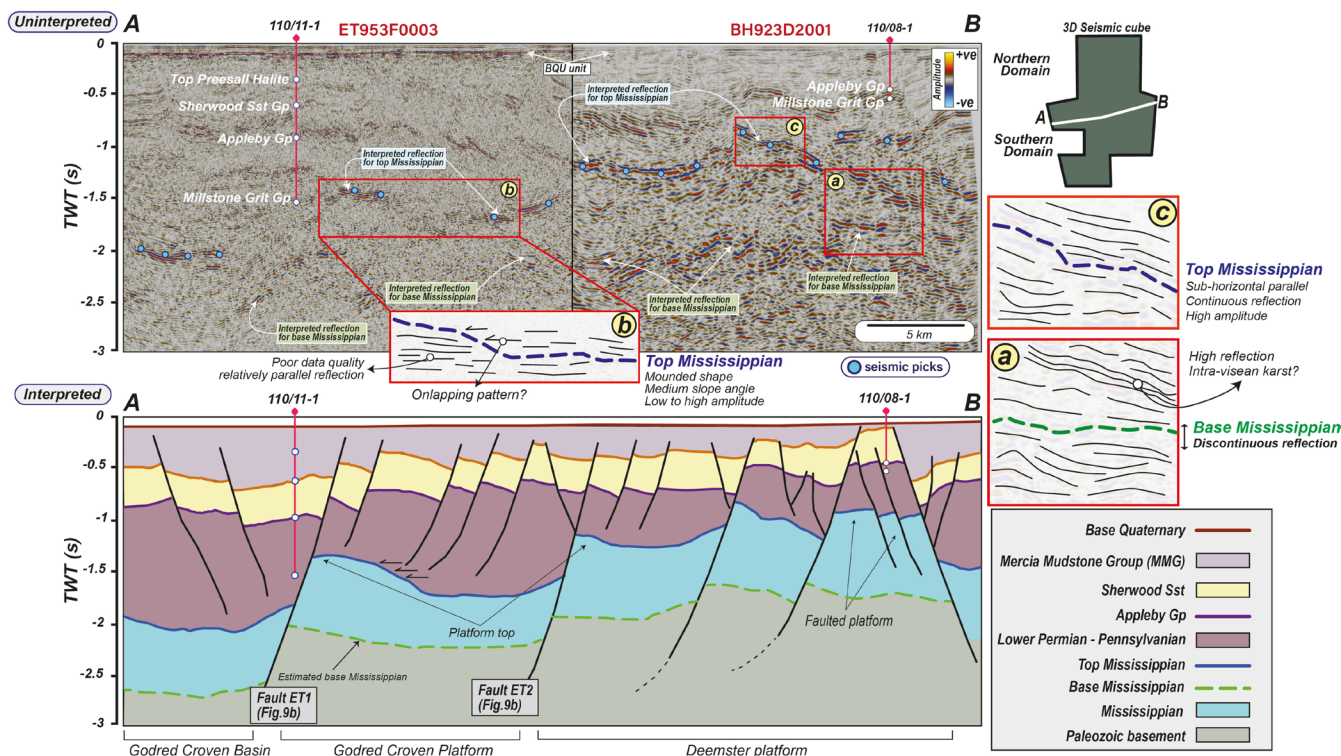 Uninterpreted
A
110/11-1
ET953F0003
BH923D2001
110/08-1
B
0
-0.5
-1
-1.5
-2
-2.5
-3
TWT (s)
BQU unit
Top Preesall Halite
Sherwood Sst Gp
Appleby Gp
Millstone Grit Gp
Interpreted reflection
for top Mississippian
Interpreted reflection
for top Mississippian
Interpreted reflection
for top Mississippian
Appleby Gp
Millstone Grit Gp
Amplitude
+ve
-ve
b
c
a
Interpreted reflection
for base Mississippian
Interpreted reflection
for base Mississippian
Interpreted reflection
for base Mississippian
Interpreted reflection
for base Mississippian
5 km
b
Poor data quality
relatively parallel reflection
Onlapping pattern?
Top Mississippian
Mounded shape
Medium slope angle
Low to high amplitude
seismic picks
3D Seismic cube
Northern
Domain
A
B
Southern
Domain
c
Top Mississippian
Sub-horizontal parallel
Continuous reflection
High amplitude
a
High reflection
Intra-visean karst?
Base Mississippian
Discontinuous reflection
Interpreted
A
110/11-1
110/08-1
B
0
-0.5
-1
-1.5
-2
-2.5
-3
TWT (s)
Platform top
Estimated base Mississippian
Faulted platform
Fault ET1
(Fig.9b)
Fault ET2
(Fig.9b)
Godred Croven Basin
Godred Croven Platform
Deemster platform
Base Quaternary
Mercia Mudstone Group (MMG)
Sherwood Sst
Appleby Gp
Lower Permian - Pennsylvanian
Top Mississippian
Base Mississippian
Mississippian
Paleozoic basement